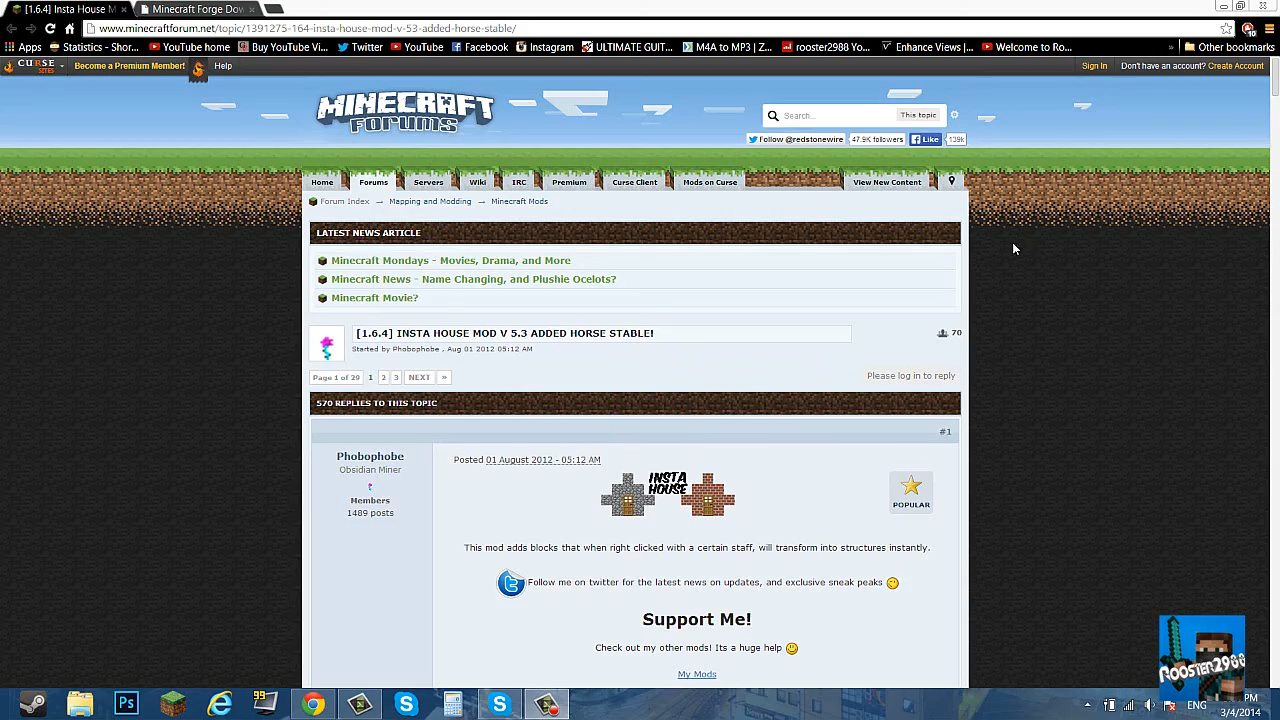 [1.6.4] Insta House M
Minecraft Forge Dow
www.minecraftforum.net/topic/1391275-164-insta-house-mod-v-53-added-horse-stable/
Apps Statistics - Shor... YouTube home Buy YouTube Vi... Twitter YouTube Facebook Instagram ULTIMATE GUIT... M4A to MP3 | Z... rooster2988 Yo... Enhance Views |... Welcome to Ro... » Other bookmarks
CURSE SITES Become a Premium Member! Help Sign In Don't have an account? Create Account
MINECRAFT FORUMS
Search... This topic
Follow @redstonewire 47.9K followers Like 139k
Home Forums Servers Wiki IRC Premium Curse Client Mods on Curse View New Content
Forum Index → Mapping and Modding → Minecraft Mods
LATEST NEWS ARTICLE
Minecraft Mondays - Movies, Drama, and More
Minecraft News - Name Changing, and Plushie Ocelots?
Minecraft Movie?
[1.6.4] INSTA HOUSE MOD V 5.3 ADDED HORSE STABLE! 70
Started by Phobophobe , Aug 01 2012 05:12 AM
Page 1 of 29 1 2 3 NEXT » Please log in to reply
570 REPLIES TO THIS TOPIC
#1
Phobophobe
Obsidian Miner
Members
1489 posts
Posted 01 August 2012 - 05:12 AM
INSTA HOUSE
POPULAR
This mod adds blocks that when right clicked with a certain staff, will transform into structures instantly.
Follow me on twitter for the latest news on updates, and exclusive sneak peaks
Support Me!
Check out my other mods! Its a huge help
My Mods
ROOSTER2988
Ps 99 ENG PM
3/4/2014